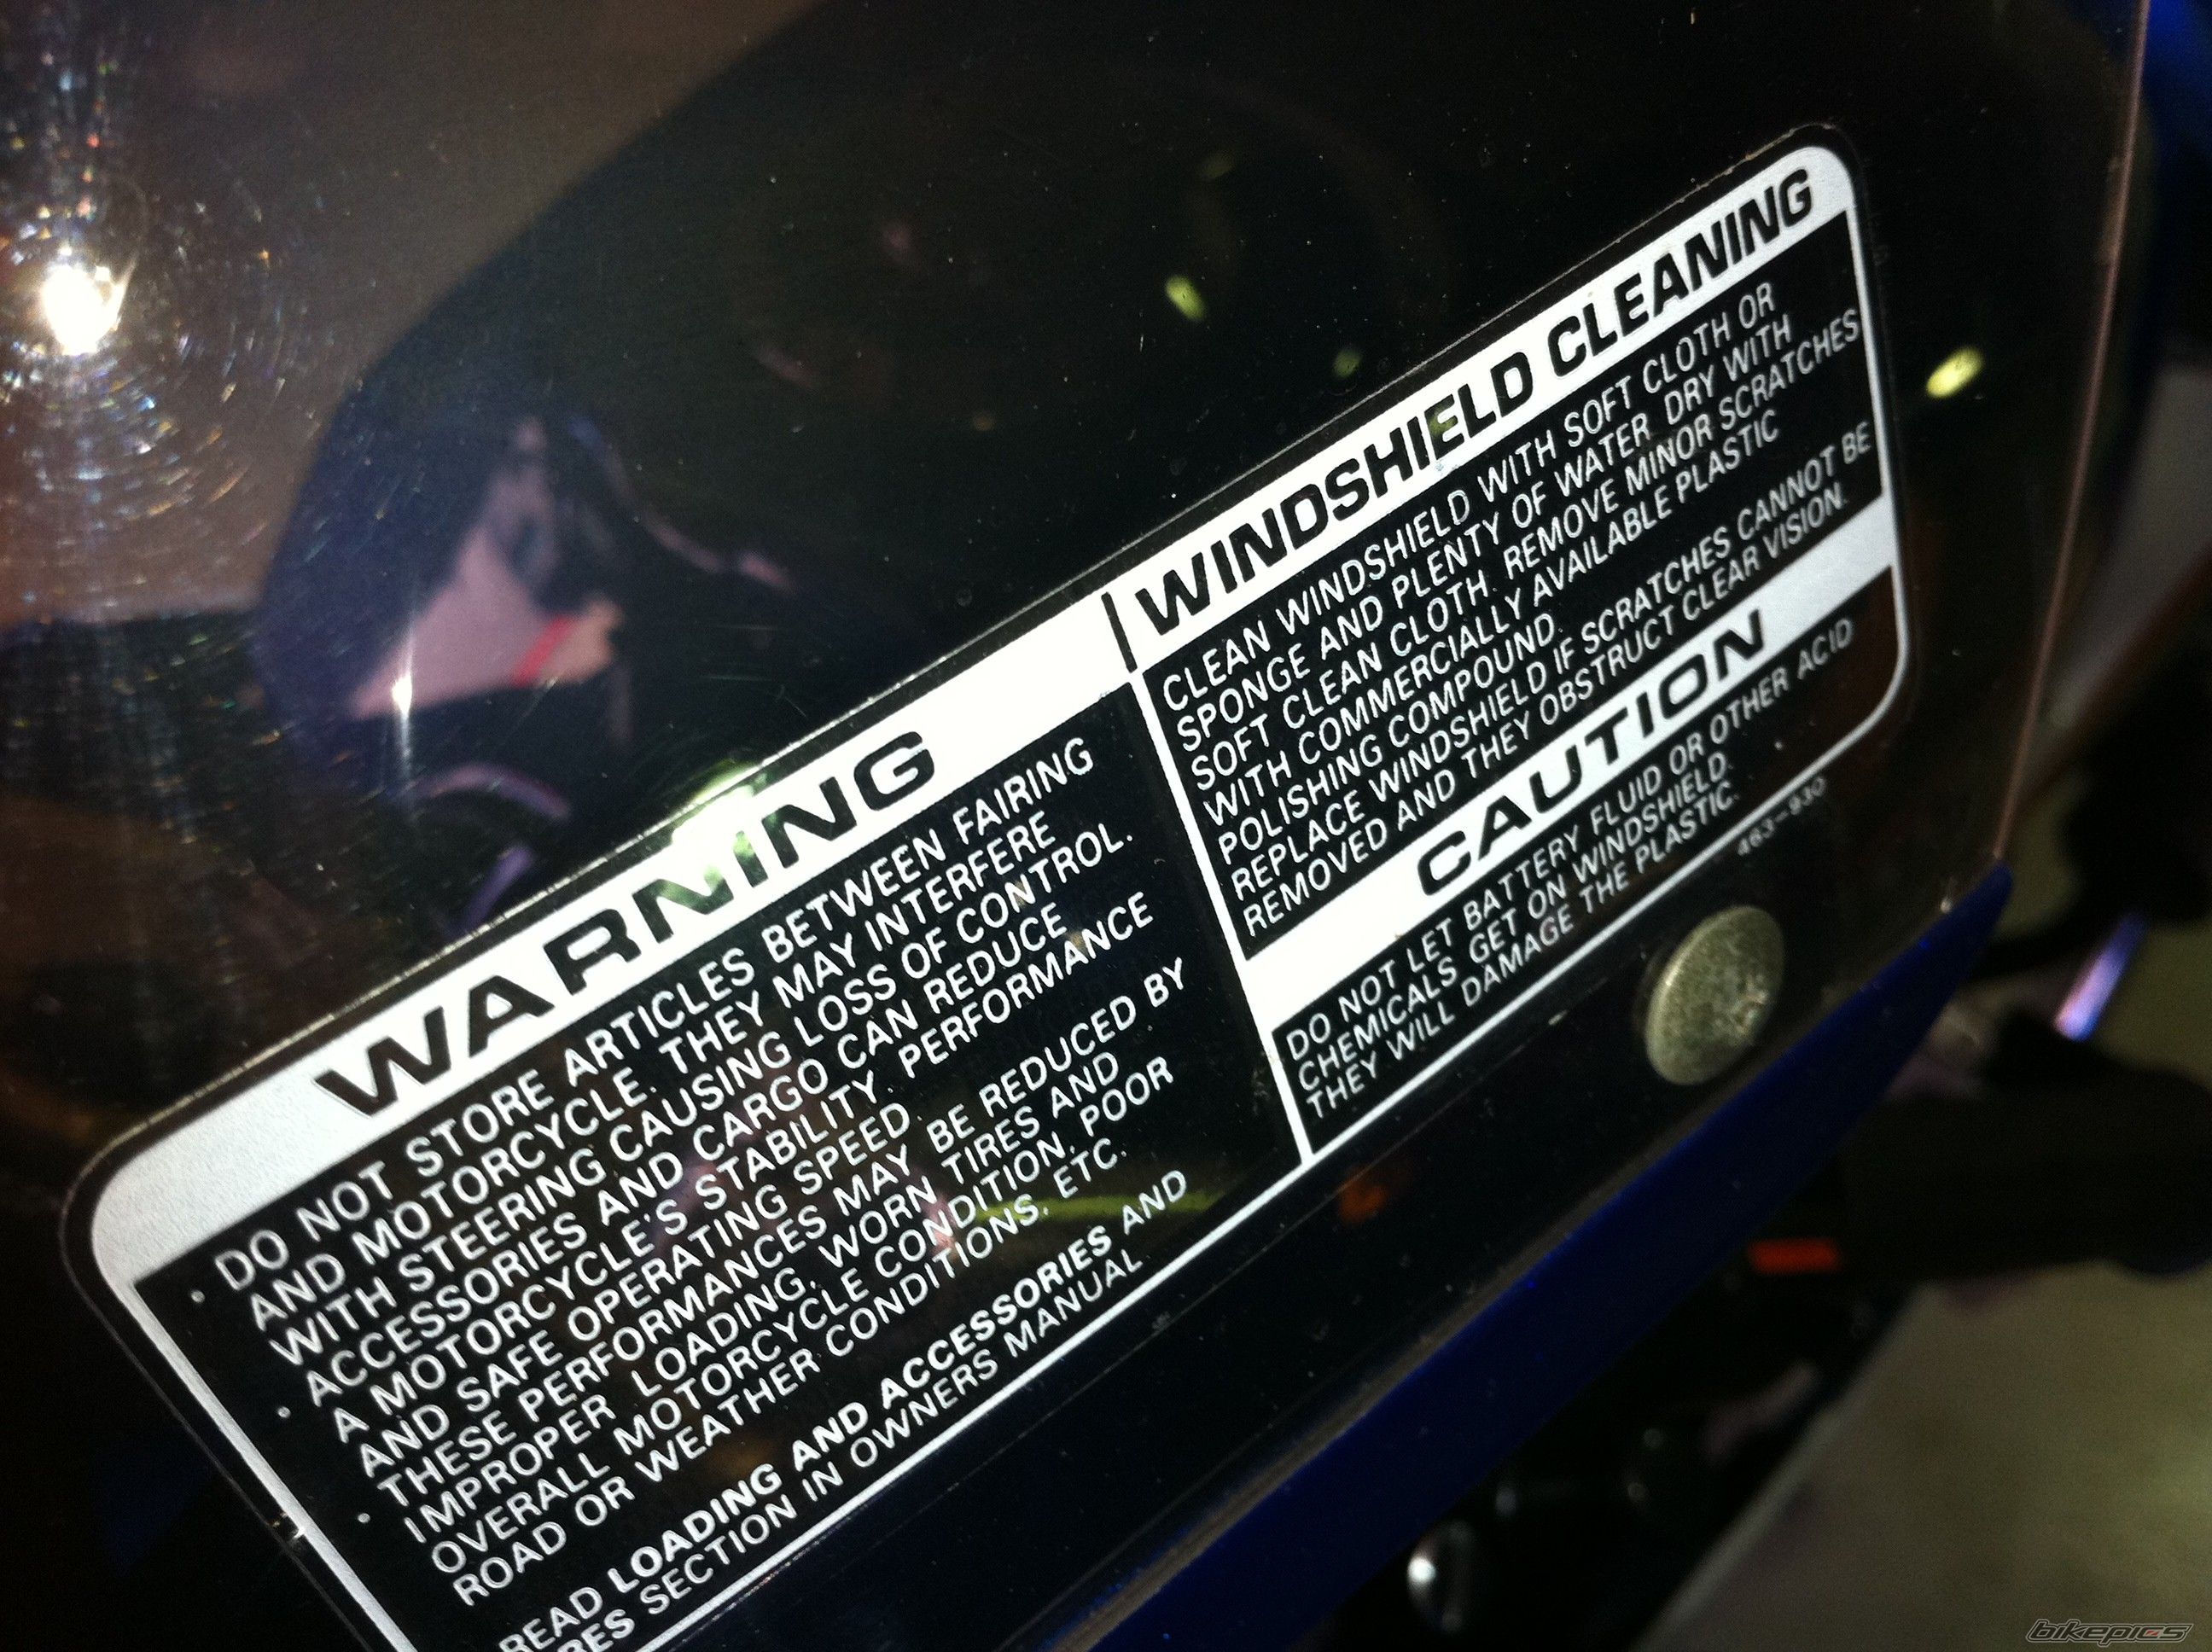 WARNING
· DO NOT STORE ARTICLES BETWEEN FAIRING
AND MOTORCYCLE. THEY MAY INTERFERE
WITH STEERING CAUSING LOSS OF CONTROL.
· ACCESSORIES AND CARGO CAN REDUCE
A MOTORCYCLE'S STABILITY, PERFORMANCE
AND SAFE OPERATING SPEED.
· THESE PERFORMANCES MAY BE REDUCED BY
IMPROPER LOADING, WORN TIRES AND
OVERALL MOTORCYCLE CONDITION, POOR
ROAD OR WEATHER CONDITIONS, ETC.
READ LOADING AND ACCESSORIES AND
RES SECTION IN OWNERS MANUAL
WINDSHIELD CLEANING
CLEAN WINDSHIELD WITH SOFT CLOTH OR
SPONGE AND PLENTY OF WATER. DRY WITH
SOFT CLEAN CLOTH. REMOVE MINOR SCRATCHES
WITH COMMERCIALLY AVAILABLE PLASTIC
POLISHING COMPOUND.
REPLACE WINDSHIELD IF SCRATCHES CANNOT BE
REMOVED AND THEY OBSTRUCT CLEAR VISION.
CAUTION
DO NOT LET BATTERY FLUID OR OTHER ACID
CHEMICALS GET ON WINDSHIELD.
THEY WILL DAMAGE THE PLASTIC.
463-930
bikepics